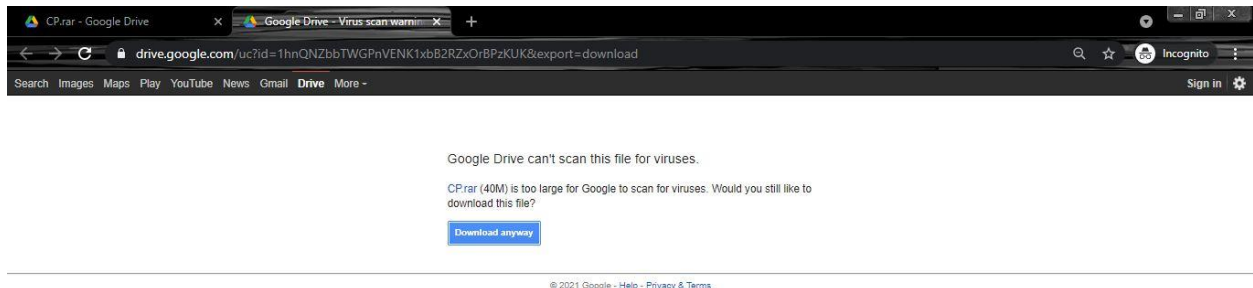 CP.rar - Google Drive
Google Drive - Virus scan warnin
drive.google.com/uc?id=1hnQNZbbTWGPnVENK1xbB2RZxOrBPzKUK&export=download
Incognito
Search Images Maps Play YouTube News Gmail Drive More
Sign in
Google Drive can't scan this file for viruses.
CP.rar (40M) is too large for Google to scan for viruses. Would you still like to
download this file?
Download anyway
© 2021 Google - Help - Privacy & Terms